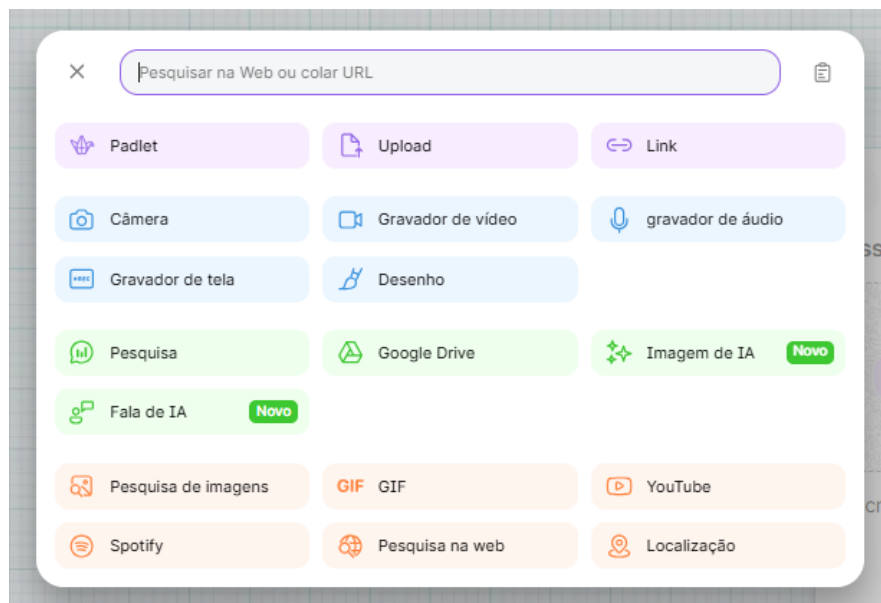 Pesquisar na Web ou colar URL
Padlet
Upload
Link
Câmera
Gravador de vídeo
gravador de áudio
•REC
Gravador de tela
Desenho
Pesquisa
Google Drive
Imagem de IA
Novo
Fala de IA
Novo
Pesquisa de imagens
GIF
GIF
YouTube
Spotify
Pesquisa na web
Localização